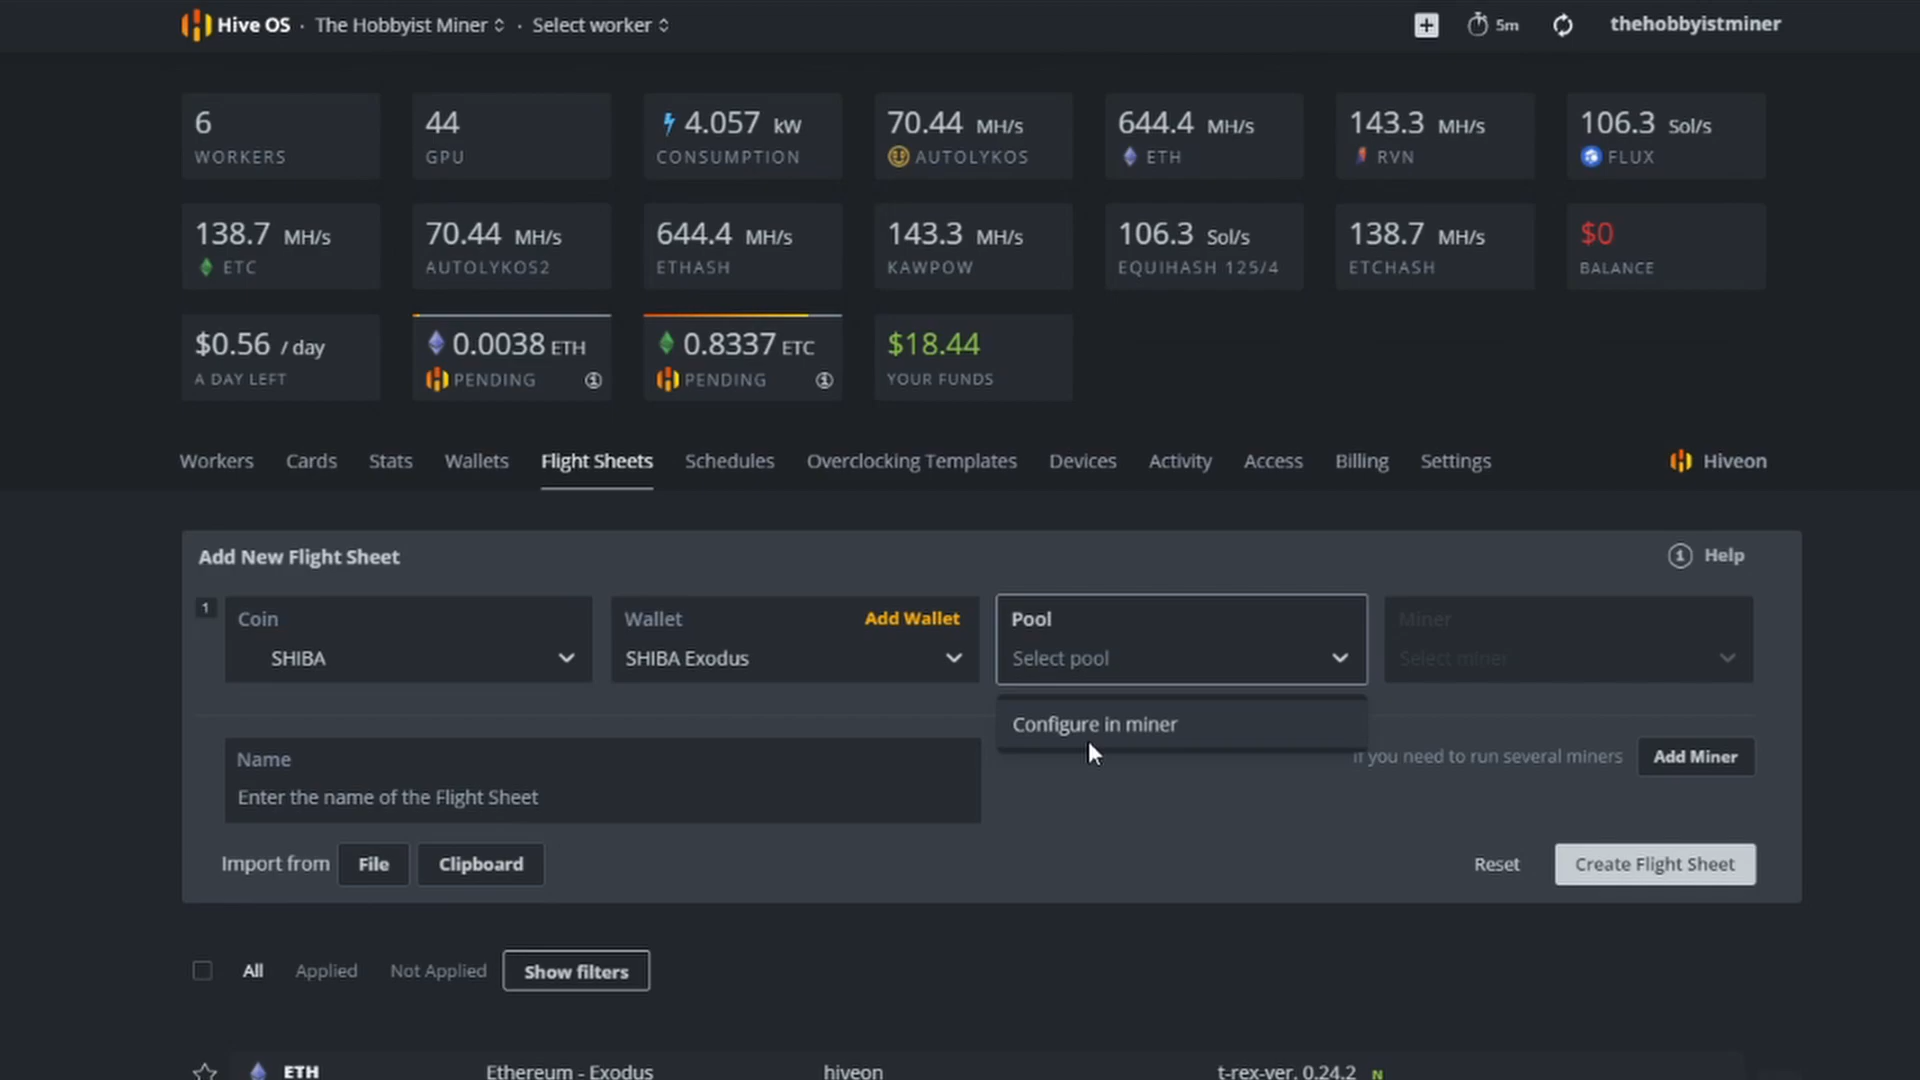 Hive OS · The Hobbyist Miner · Select worker 5m thehobbyistminer
6 44 4.057 kW 70.44 MH/s 644.4 MH/s 143.3 MH/s 106.3 Sol/s
WORKERS GPU CONSUMPTION AUTOLYKOS ETH RVN FLUX
138.7 MH/s 70.44 MH/s 644.4 MH/s 143.3 MH/s 106.3 Sol/s 138.7 MH/s $0
ETC AUTOLYKOS2 ETHASH KAWPOW EQUIHASH 125/4 ETCHASH BALANCE
$0.56 / day 0.0038 ETH 0.8337 ETC $18.44
A DAY LEFT PENDING PENDING YOUR FUNDS
Workers Cards Stats Wallets Flight Sheets Schedules Overclocking Templates Devices Activity Access Billing Settings Hiveon
Add New Flight Sheet Help
1 Coin Wallet Add Wallet Pool Miner
SHIBA SHIBA Exodus Select pool Select miner
Configure in miner
Name If you need to run several miners Add Miner
Enter the name of the Flight Sheet
Import from File Clipboard Reset Create Flight Sheet
All Applied Not Applied Show filters
ETH Ethereum - Exodus hiveon t-rex-ver. 0.24.2 N